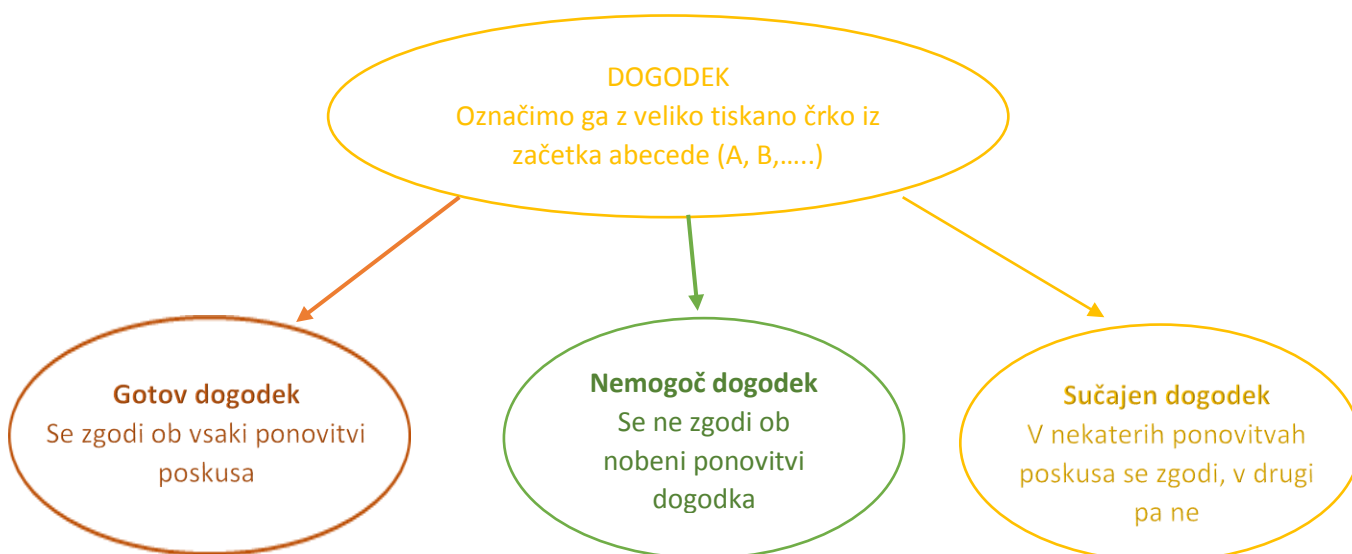 DOGODEK
Označimo ga z veliko tiskano črko iz
začetka abecede (A, B,…..)
Gotov dogodek
Se zgodi ob vsaki ponovitvi
poskusa
Nemogoč dogodek
Se ne zgodi ob
nobeni ponovitvi
dogodka
Sučajen dogodek
V nekaterih ponovitvah
poskusa se zgodi, v drugi
pa ne